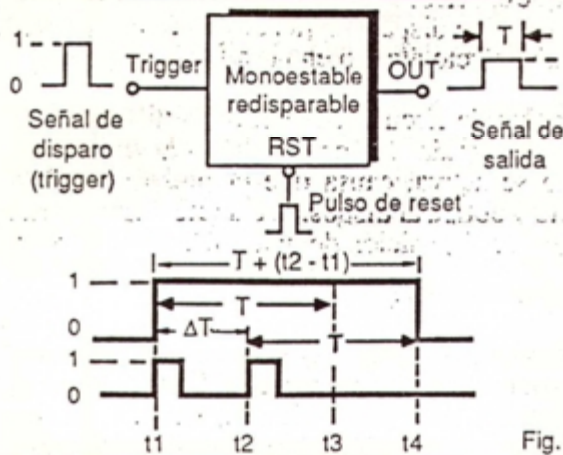 1
0
Señal de
disparo
(trigger)
Trigger
Monoestable
redisparable
RST
OUT
T
Señal de
salida
Pulso de reset
T + (t2 - t1)
1
T
0
ΔT
T
1
0
t1 t2 t3 t4
Fig.